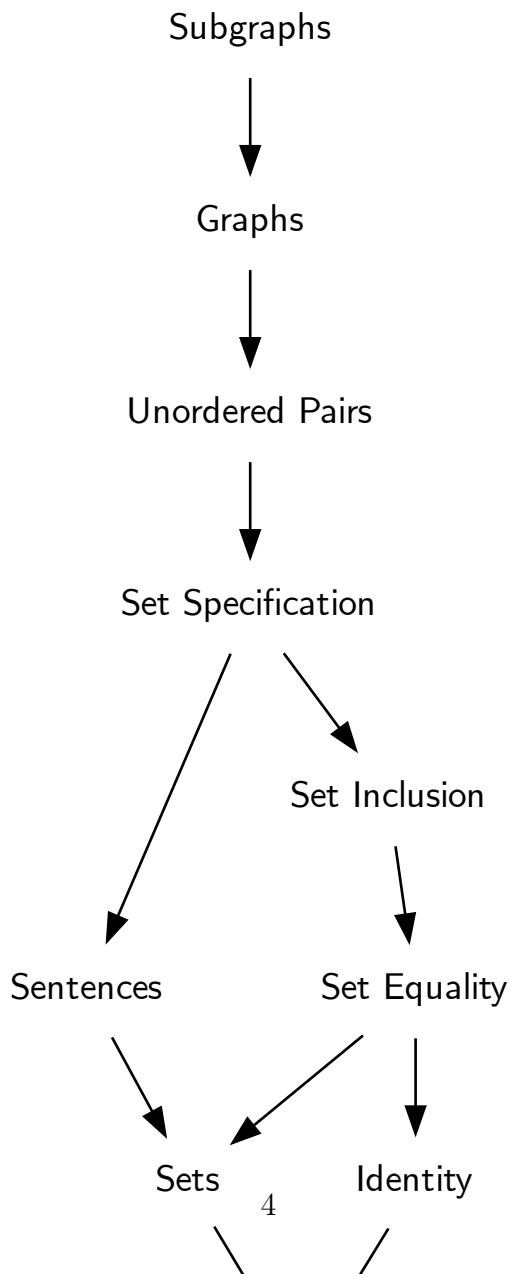 Subgraphs
Graphs
Unordered Pairs
Set Specification
Set Inclusion
Sentences
Set Equality
Sets
Identity
4